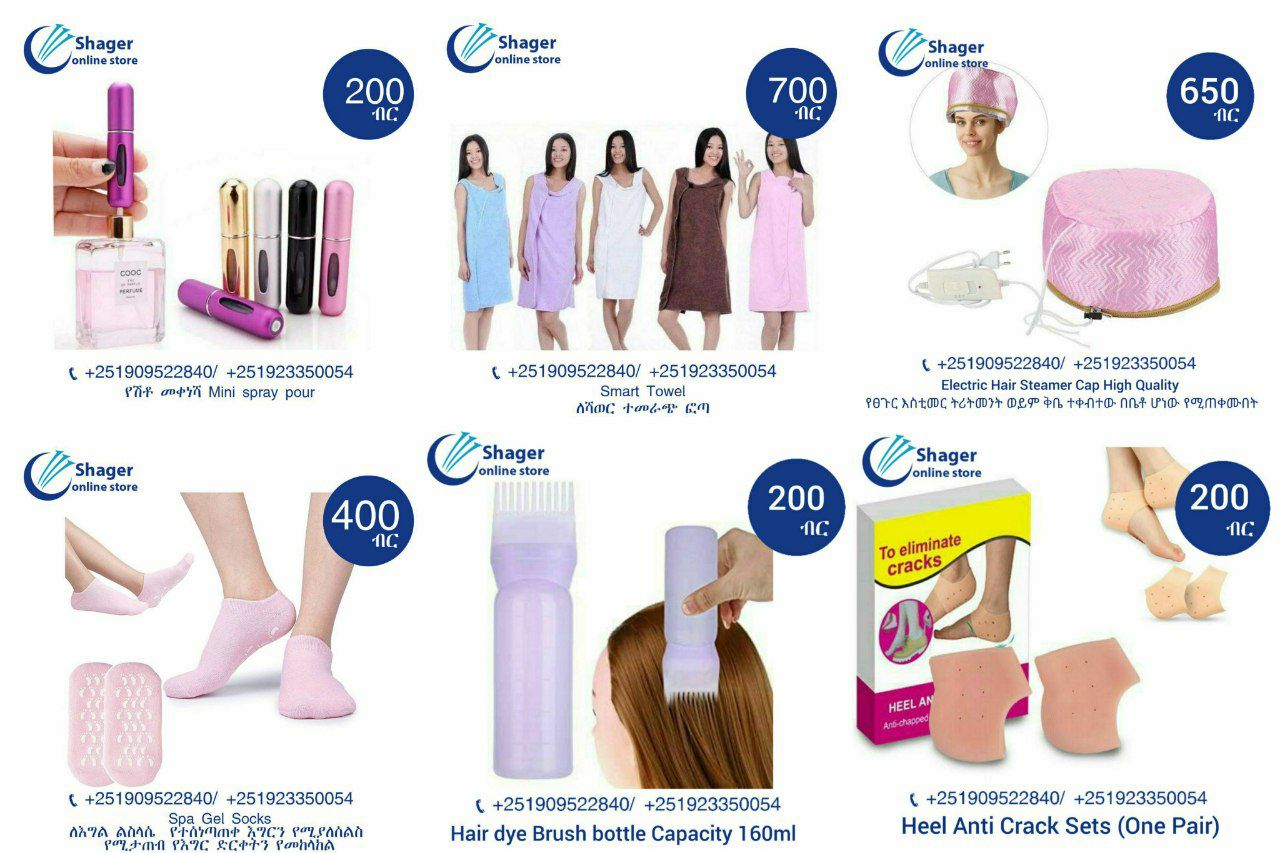 Shager
online store
200
ብር
COOC
PERFUME
+251909522840/ +251923350054
የሽቶ መቀነሻ Mini spray pour
Shager
online store
700
ብር
+251909522840/ +251923350054
Smart Towel
ለሻወር ተመራጭ ፎጣ
Shager
online store
650
ብር
+251909522840/ +251923350054
Electric Hair Steamer Cap High Quality
የፀጉር እስቲመር ትሪትመንት ወይም ቅቤ ተቀብተው በቤቶ ሆነው የሚጠቀሙበት
Shager
online store
400
ብር
+251909522840/ +251923350054
Spa Gel Socks
ለእግል ልስላሴ የተሰነጣጠቀ እግርን የሚያለሰልስ
የሚታጠብ የእግር ድርቀትን የመከላከል
Shager
online store
200
ብር
+251909522840/ +251923350054
Hair dye Brush bottle Capacity 160ml
Shager
online store
200
ብር
To eliminate
cracks
HEEL AN
Anti-chapped
+251909522840/ +251923350054
Heel Anti Crack Sets (One Pair)